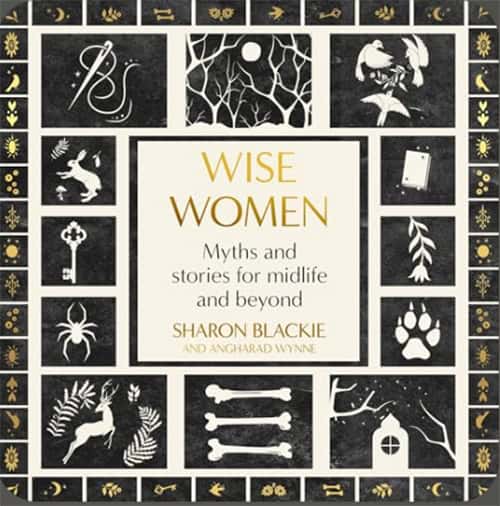 WISE
WOMEN
Myths and
stories for midlife
and beyond
SHARON BLACKIE
AND ANGHARAD WYNNE